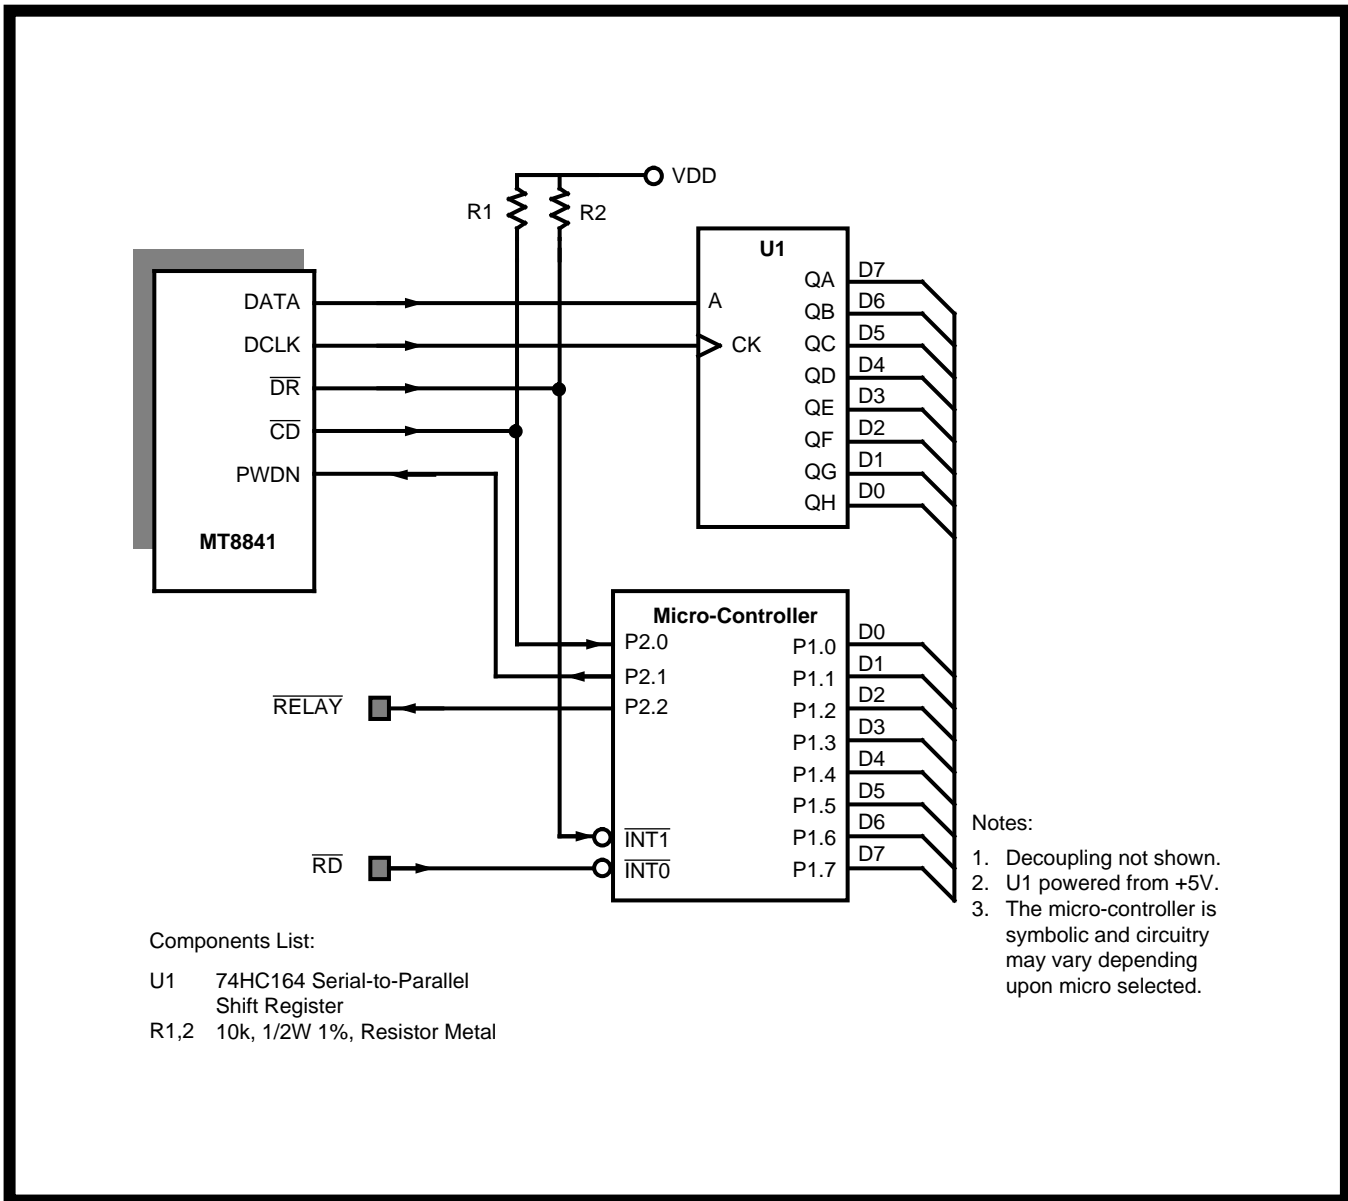 VDD
R1
R2
U1
DATA
DCLK
DR
CD
PWDN
MT8841
A
CK
QA
QB
QC
QD
QE
QF
QG
QH
D7
D6
D5
D4
D3
D2
D1
D0
Micro-Controller
P2.0
P2.1
P2.2
INT1
INT0
P1.0
P1.1
P1.2
P1.3
P1.4
P1.5
P1.6
P1.7
D0
D1
D2
D3
D4
D5
D6
D7
RELAY
RD
Notes:
1. Decoupling not shown.
2. U1 powered from +5V.
3. The micro-controller is
symbolic and circuitry
may vary depending
upon micro selected.
Components List:
U1 74HC164 Serial-to-Parallel
Shift Register
R1,2 10k, 1/2W 1%, Resistor Metal